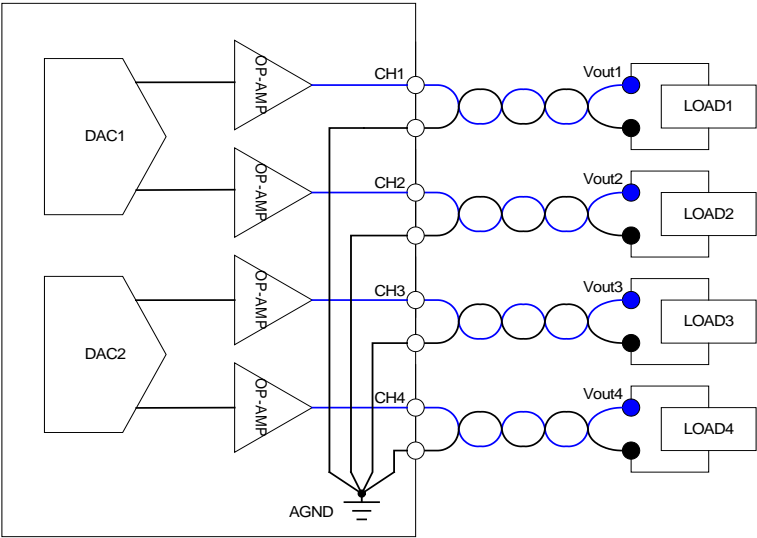 OP-AMP
CH1
Vout1
LOAD1
DAC1
OP-AMP
CH2
Vout2
LOAD2
OP-AMP
CH3
Vout3
LOAD3
DAC2
OP-AMP
CH4
Vout4
LOAD4
AGND